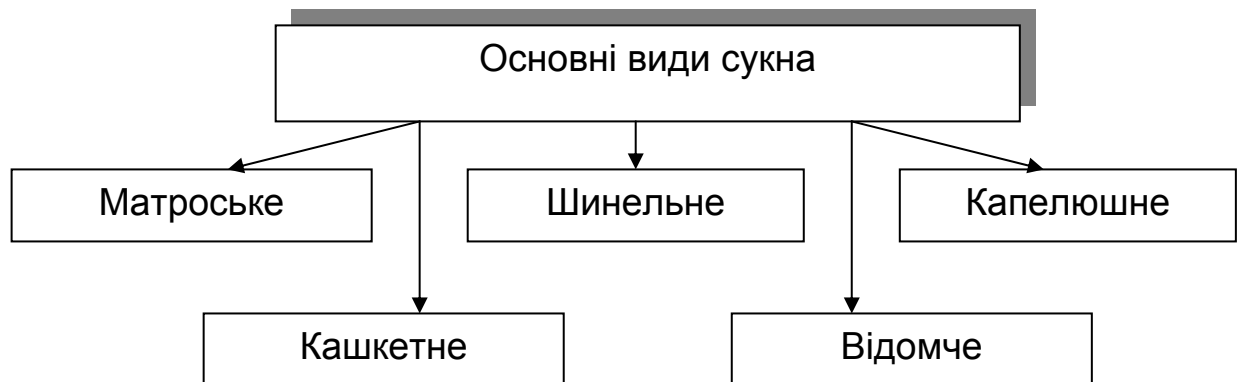 Основні види сукна
Матроське
Шинельне
Капелюшне
Кашкетне
Відомче